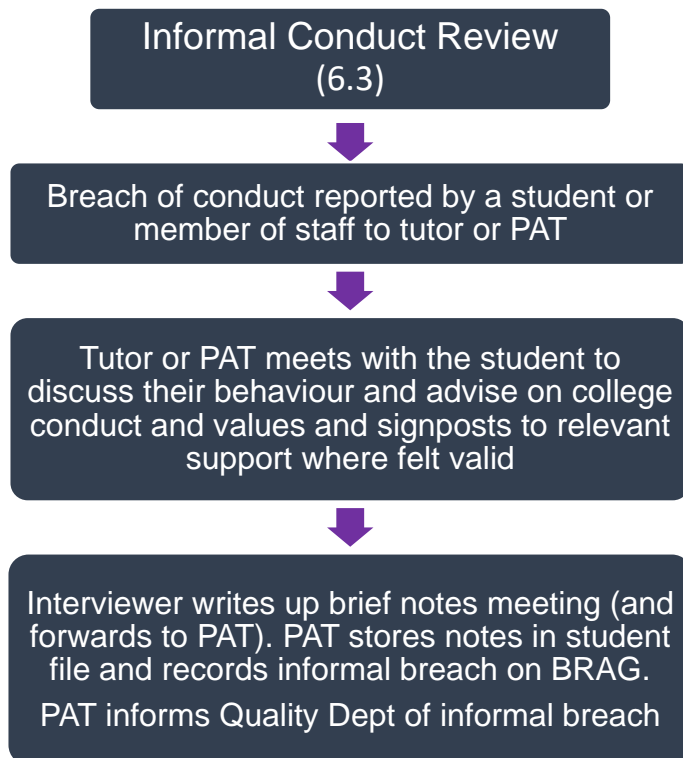 Informal Conduct Review
(6.3)
Breach of conduct reported by a student or
member of staff to tutor or PAT
Tutor or PAT meets with the student to
discuss their behaviour and advise on college
conduct and values and signposts to relevant
support where felt valid
Interviewer writes up brief notes meeting (and
forwards to PAT). PAT stores notes in student
file and records informal breach on BRAG.
PAT informs Quality Dept of informal breach